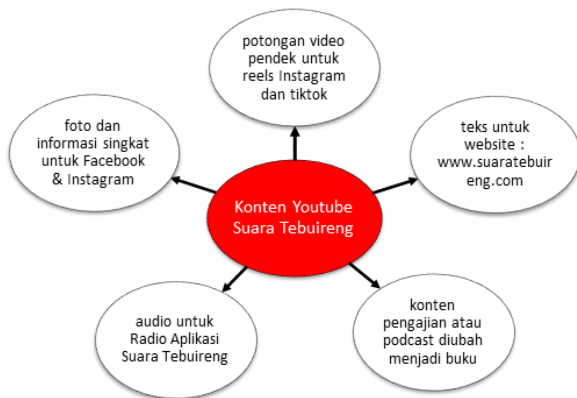 potongan video
pendek untuk
reels Instagram
dan tiktok
foto dan
informasi singkat
untuk Facebook
& Instagram
teks untuk
website :
www.suaratebuir
eng.com
Konten Youtube
Suara Tebuireng
audio untuk
Radio Aplikasi
Suara Tebuireng
konten
pengajian atau
podcast diubah
menjadi buku